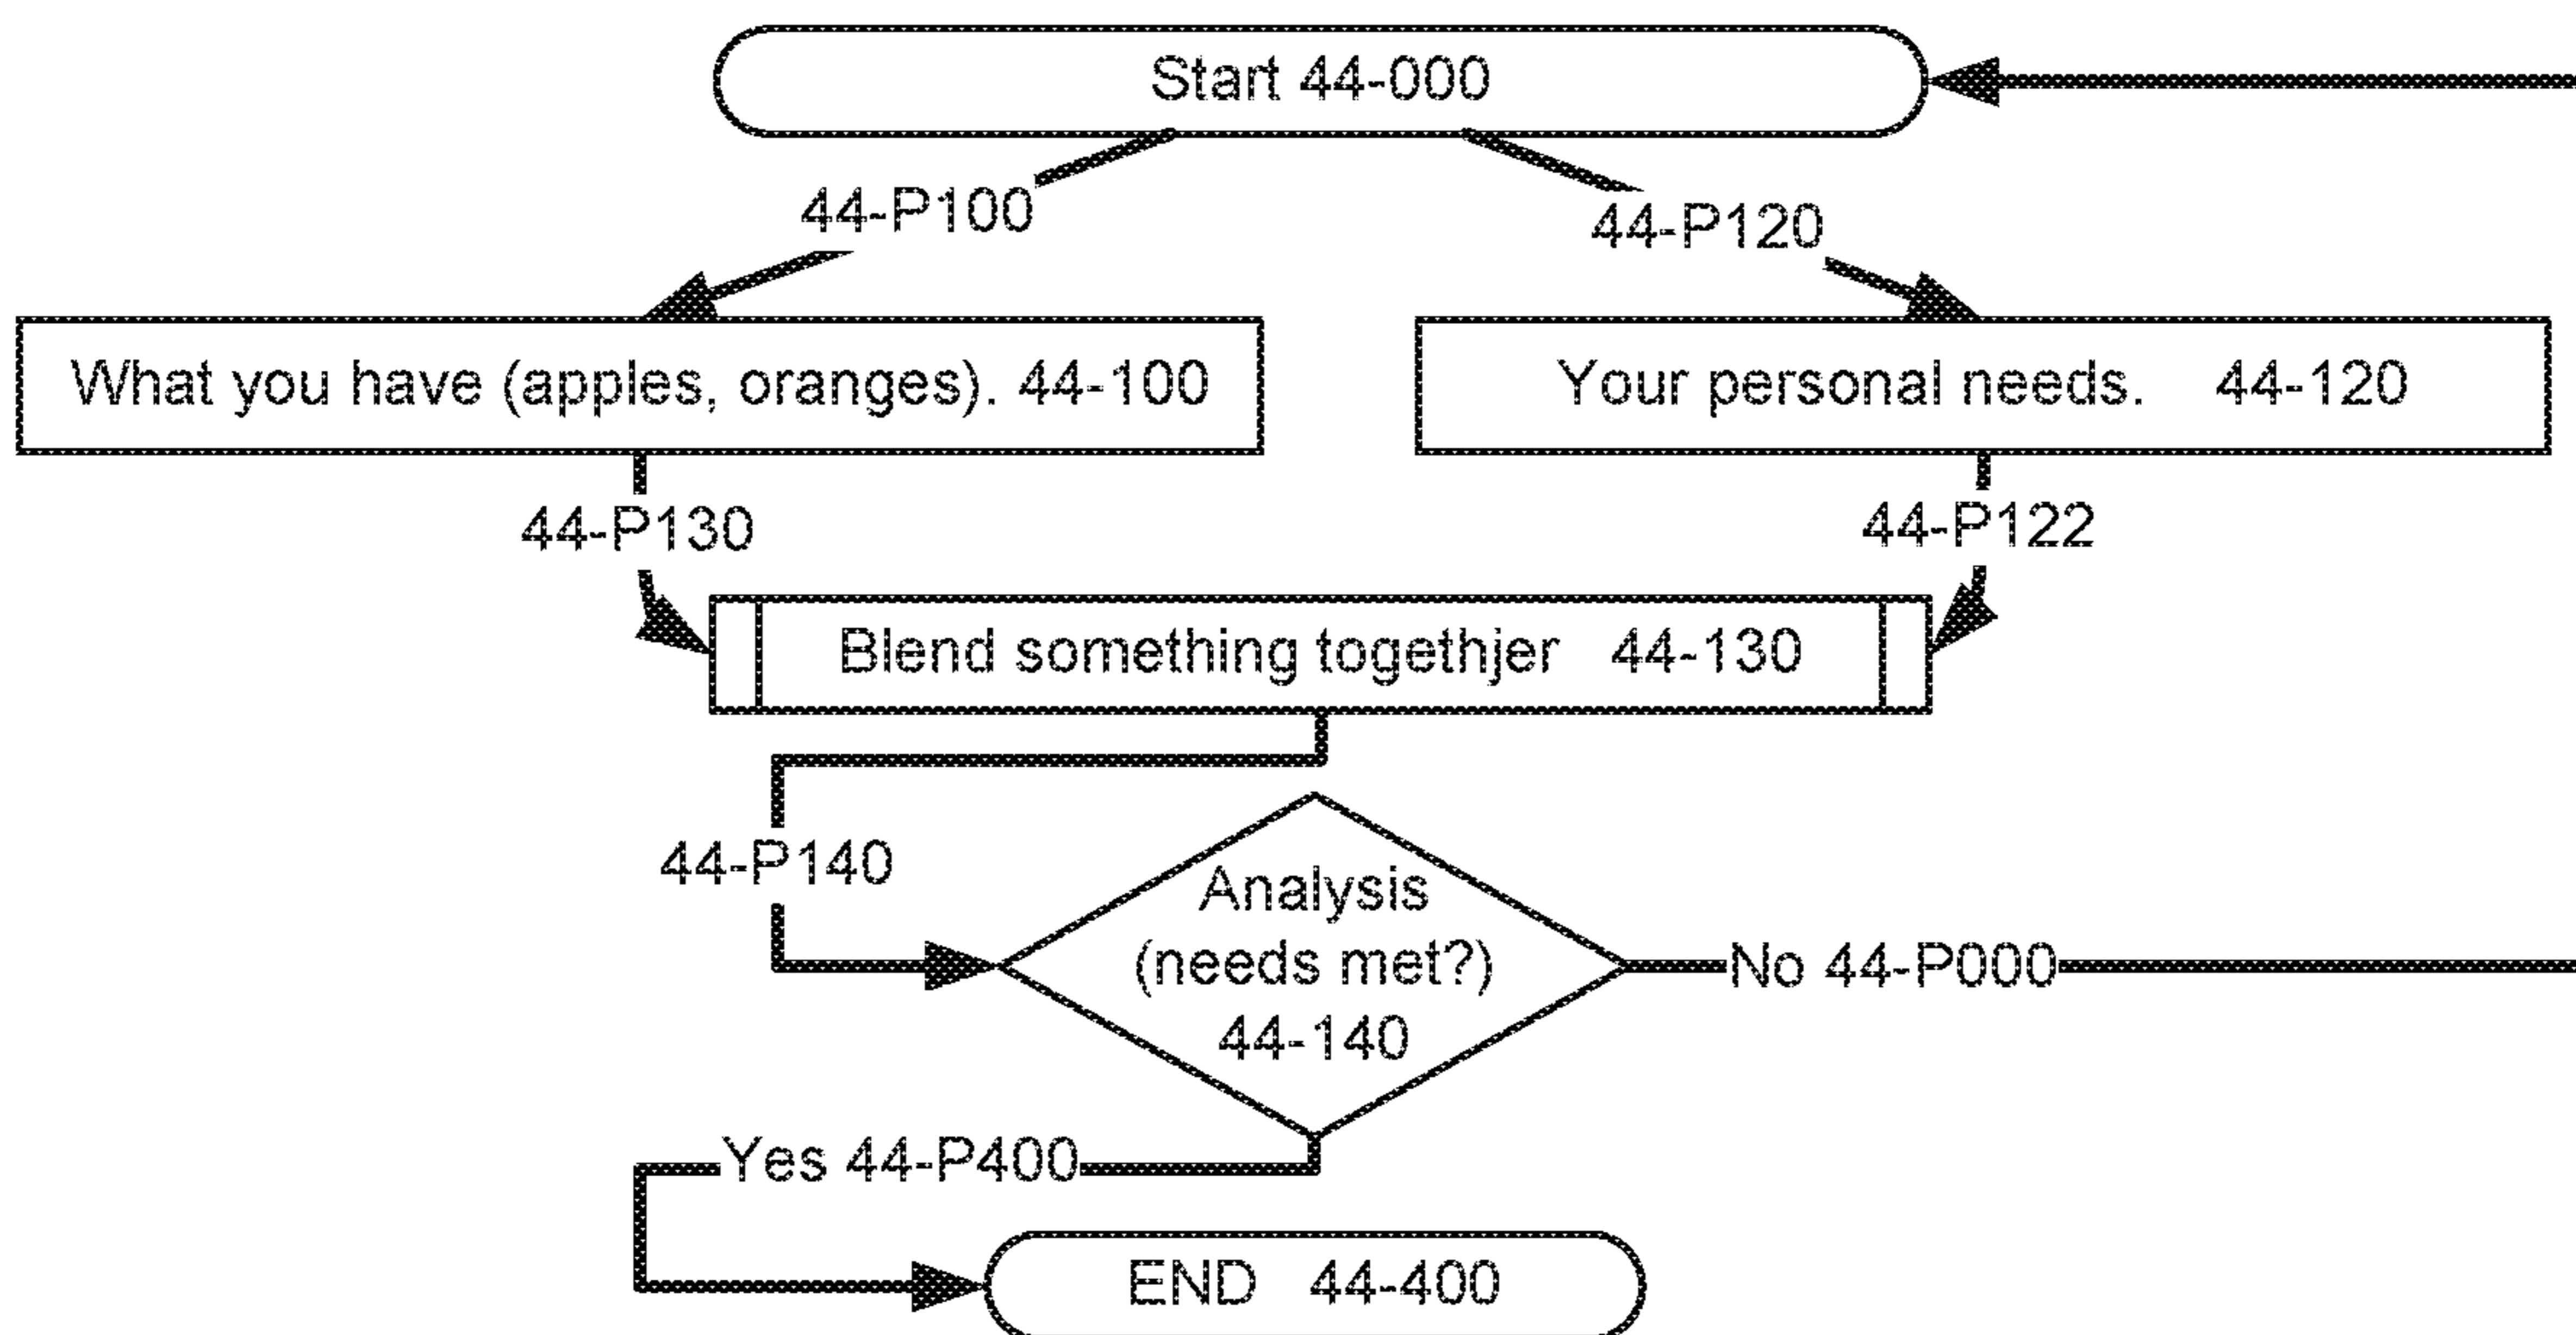 Start 44-000
44-P100
44-P120
What you have (apples, oranges). 44-100
Your personal needs. 44-120
44-P130
44-P122
Blend something togethjer 44-130
44-P140
Analysis
(needs met?)
44-140
No 44-P000
Yes 44-P400
END 44-400